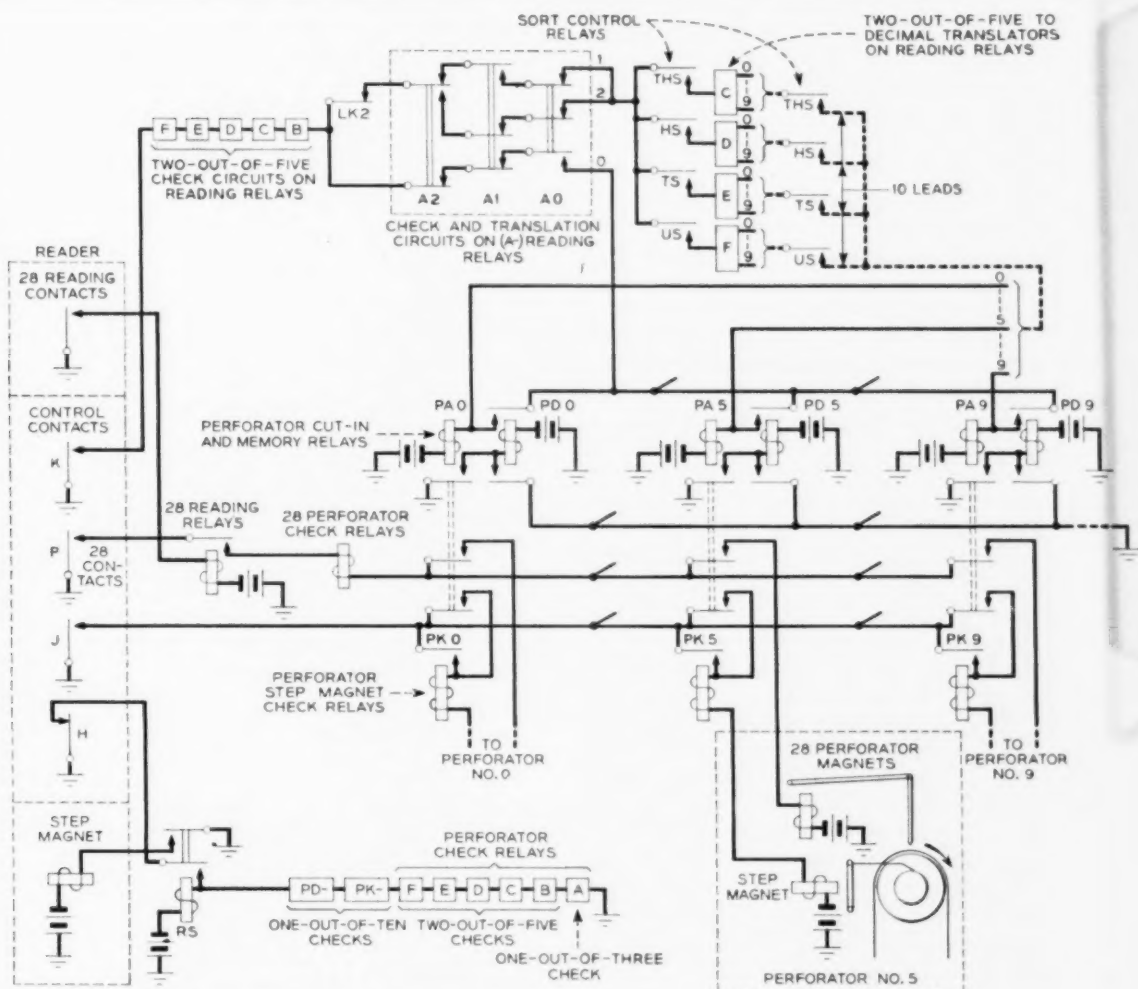 SORT CONTROL
RELAYS
TWO-OUT-OF-FIVE TO
DECIMAL TRANSLATORS
ON READING RELAYS
THS
C
0
9
THS
HS
D
0
9
HS
TS
E
0
9
TS
US
F
0
9
US
10 LEADS
1
2
0
LK2
F E D C B
TWO-OUT-OF-FIVE
CHECK CIRCUITS ON
READING RELAYS
A2 A1 A0
CHECK AND TRANSLATION
CIRCUITS ON (A-) READING
RELAYS
READER
28 READING
CONTACTS
0
5
9
CONTROL
CONTACTS
K
PERFORATOR CUT-IN
AND MEMORY RELAYS
PA 0 PD 0
PA 5 PD 5
PA 9 PD 9
28 READING
RELAYS
28 PERFORATOR
CHECK RELAYS
P
28
CON-
TACTS
J
PK 0
PK 5
PK 9
PERFORATOR
STEP MAGNET
CHECK RELAYS
H
TO
PERFORATOR
NO. 0
TO
PERFORATOR
NO. 9
28 PERFORATOR
MAGNETS
STEP
MAGNET
RS
PERFORATOR
CHECK RELAYS
PD- PK- F E D C B A
ONE-OUT-OF-TEN
CHECKS
TWO-OUT-OF-FIVE
CHECKS
ONE-OUT-OF-THREE
CHECK
STEP
MAGNET
PERFORATOR NO. 5